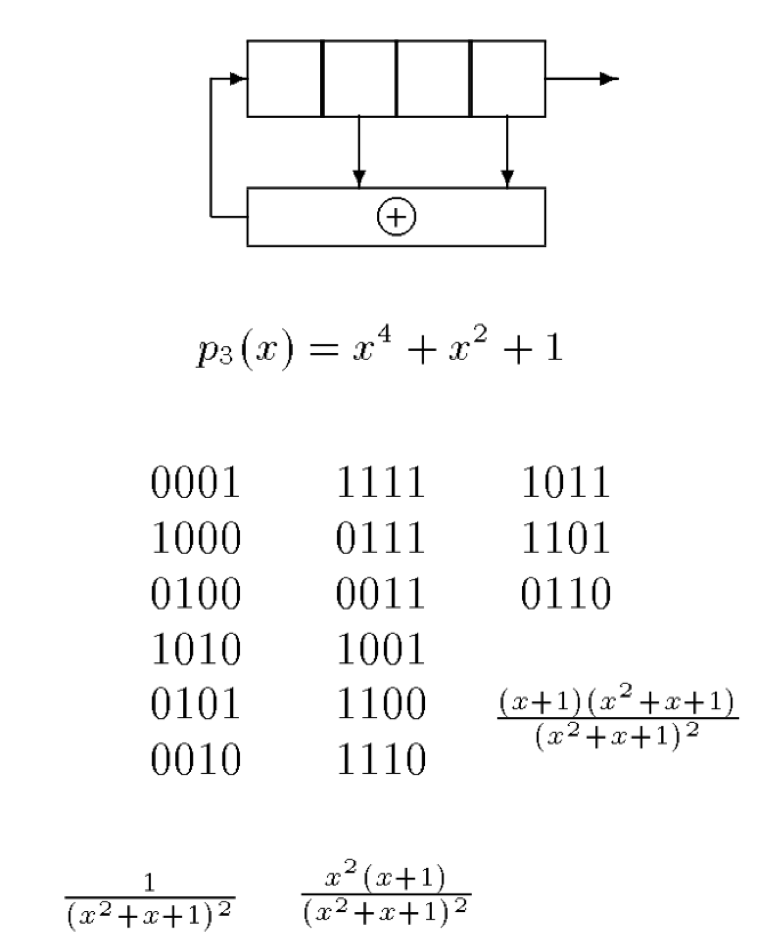 ⊕
p₃(x) = x⁴ + x² + 1
0001 1111 1011
1000 0111 1101
0100 0011 0110
1010 1001
0101 1100 (x+1)(x²+x+1)/(x²+x+1)²
0010 1110
1/(x²+x+1)² x²(x+1)/(x²+x+1)²